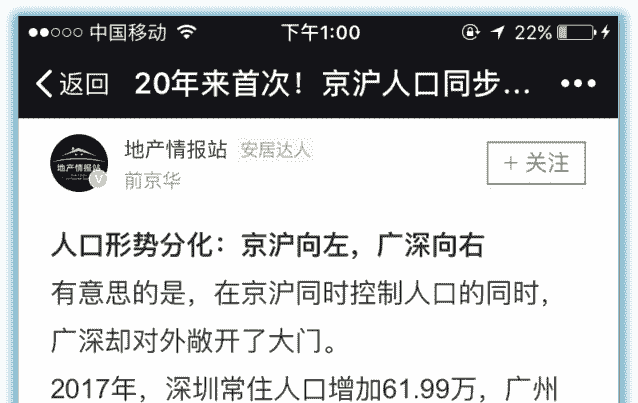 中国移动 下午1:00 22%
返回 20年来首次！京沪人口同步...
地产情报站 安居达人
地产情报站
前京华
+ 关注
人口形势分化：京沪向左，广深向右
有意思的是，在京沪同时控制人口的同时，
广深却对外敞开了大门。
2017年，深圳常住人口增加61.99万，广州